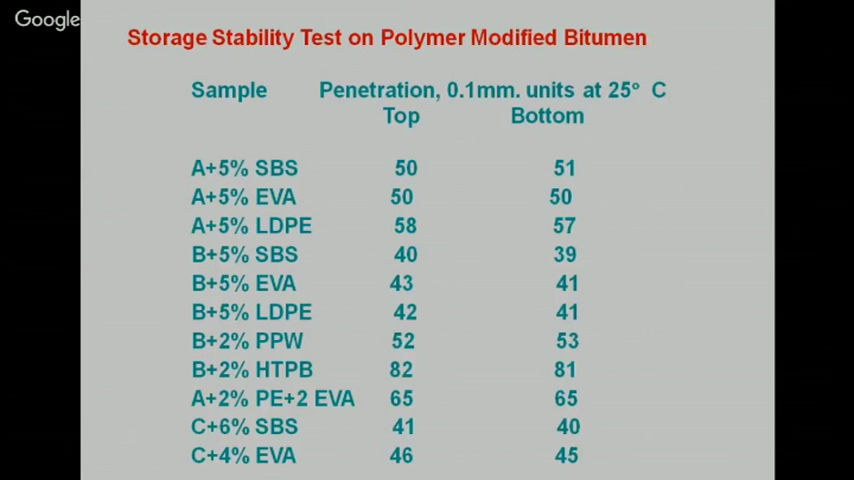 Google
Storage Stability Test on Polymer Modified Bitumen
Sample Penetration, 0.1mm. units at 25° C
Top Bottom
A+5% SBS 50 51
A+5% EVA 50 50
A+5% LDPE 58 57
B+5% SBS 40 39
B+5% EVA 43 41
B+5% LDPE 42 41
B+2% PPW 52 53
B+2% HTPB 82 81
A+2% PE+2 EVA 65 65
C+6% SBS 41 40
C+4% EVA 46 45